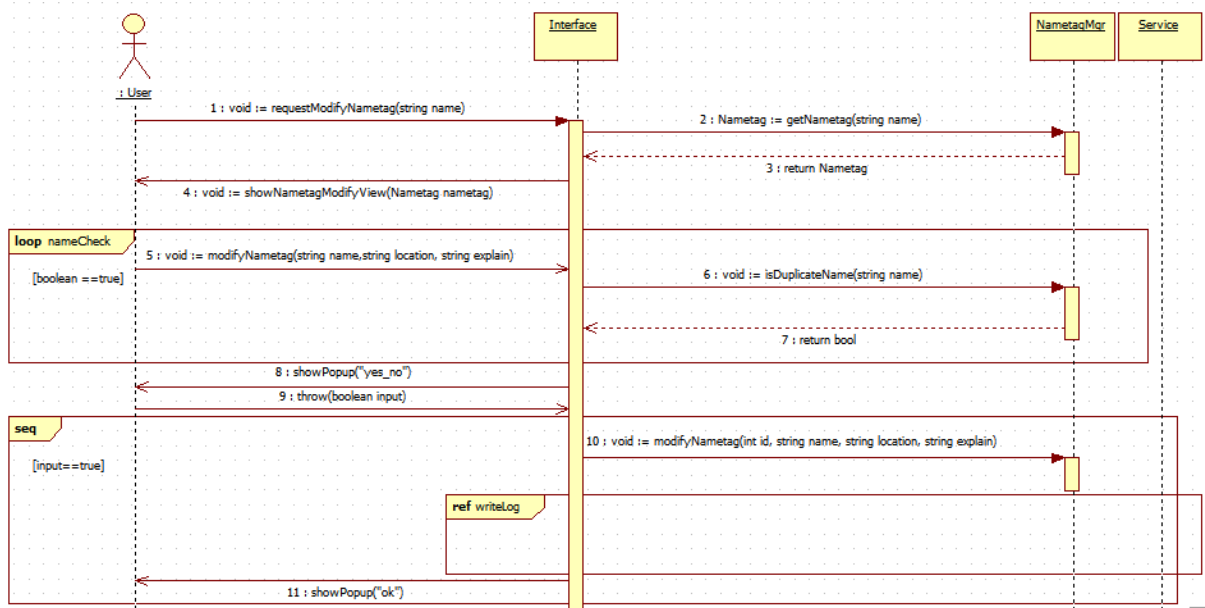 Interface
NametagMgr
Service
: User
1 : void := requestModifyNametag(string name)
2 : Nametag := getNametag(string name)
3 : return Nametag
4 : void := showNametagModifyView(Nametag nametag)
loop nameCheck
5 : void := modifyNametag(string name,string location, string explain)
[boolean ==true]
6 : void := isDuplicateName(string name)
7 : return bool
8 : showPopup("yes_no")
9 : throw(boolean input)
seq
10 : void := modifyNametag(int id, string name, string location, string explain)
[input==true]
ref writeLog
11 : showPopup("ok")